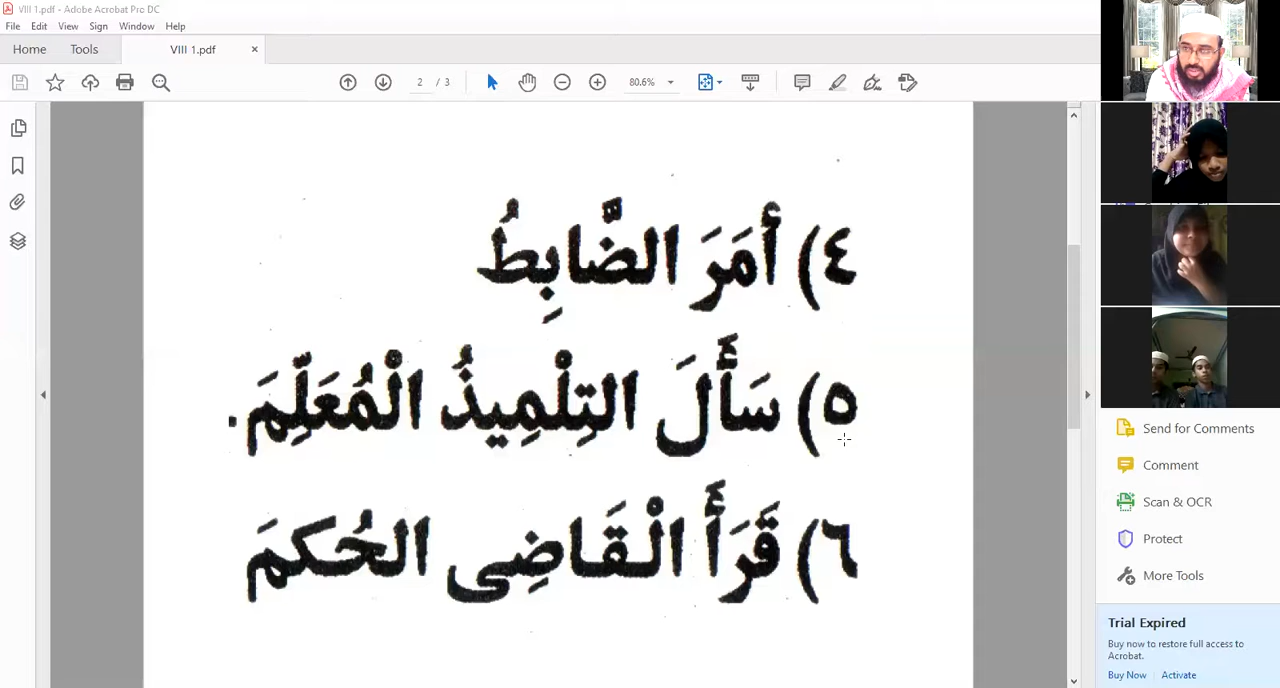 VIII 1.pdf - Adobe Acrobat Pro DC
File Edit View Sign Window Help
Home Tools VIII 1.pdf ×
2 / 3 80.6%
٤) أَمَرَ الضَّابِطُ
٥) سَأَلَ التِلْمِيذُ الْمُعَلِّمَ.
٦) قَرَأَ الْقَاضِى الحُكمَ
Send for Comments
Comment
Scan & OCR
Protect
More Tools
Trial Expired
Buy now to restore full access to
Acrobat.
Buy Now Activate